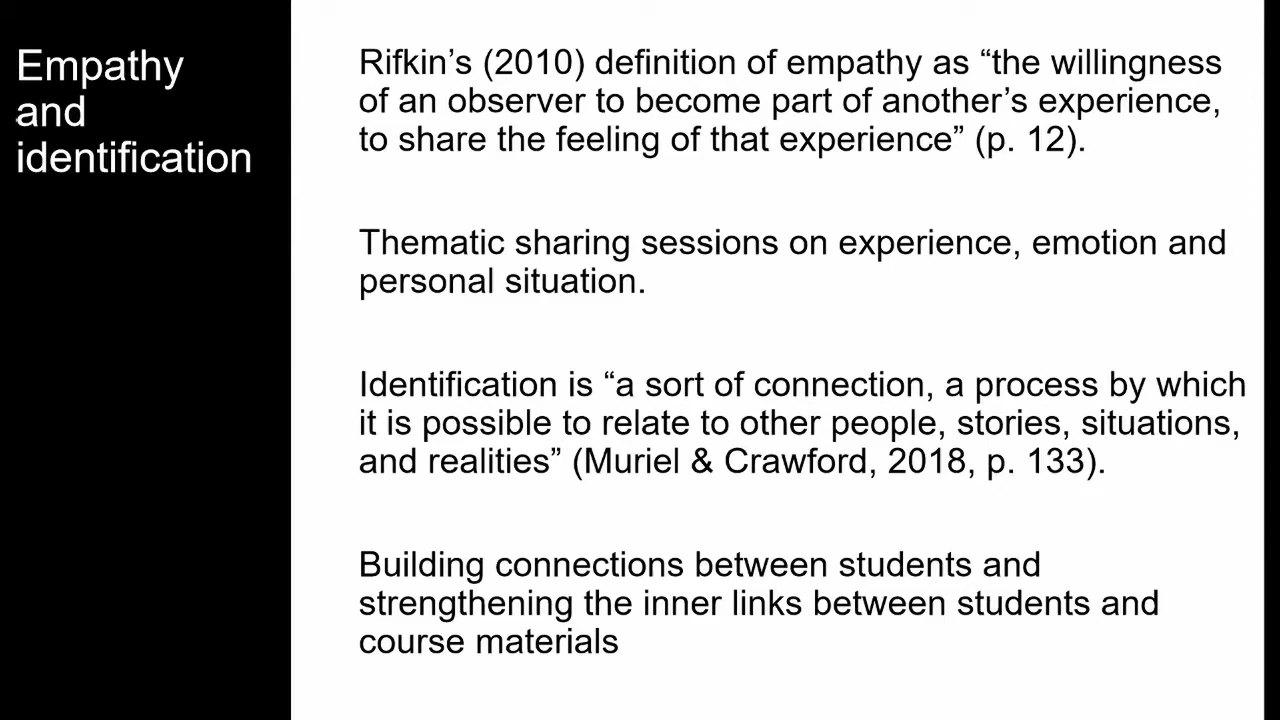 Empathy
and
identification
Rifkin’s (2010) definition of empathy as “the willingness
of an observer to become part of another’s experience,
to share the feeling of that experience” (p. 12).
Thematic sharing sessions on experience, emotion and
personal situation.
Identification is “a sort of connection, a process by which
it is possible to relate to other people, stories, situations,
and realities” (Muriel & Crawford, 2018, p. 133).
Building connections between students and
strengthening the inner links between students and
course materials